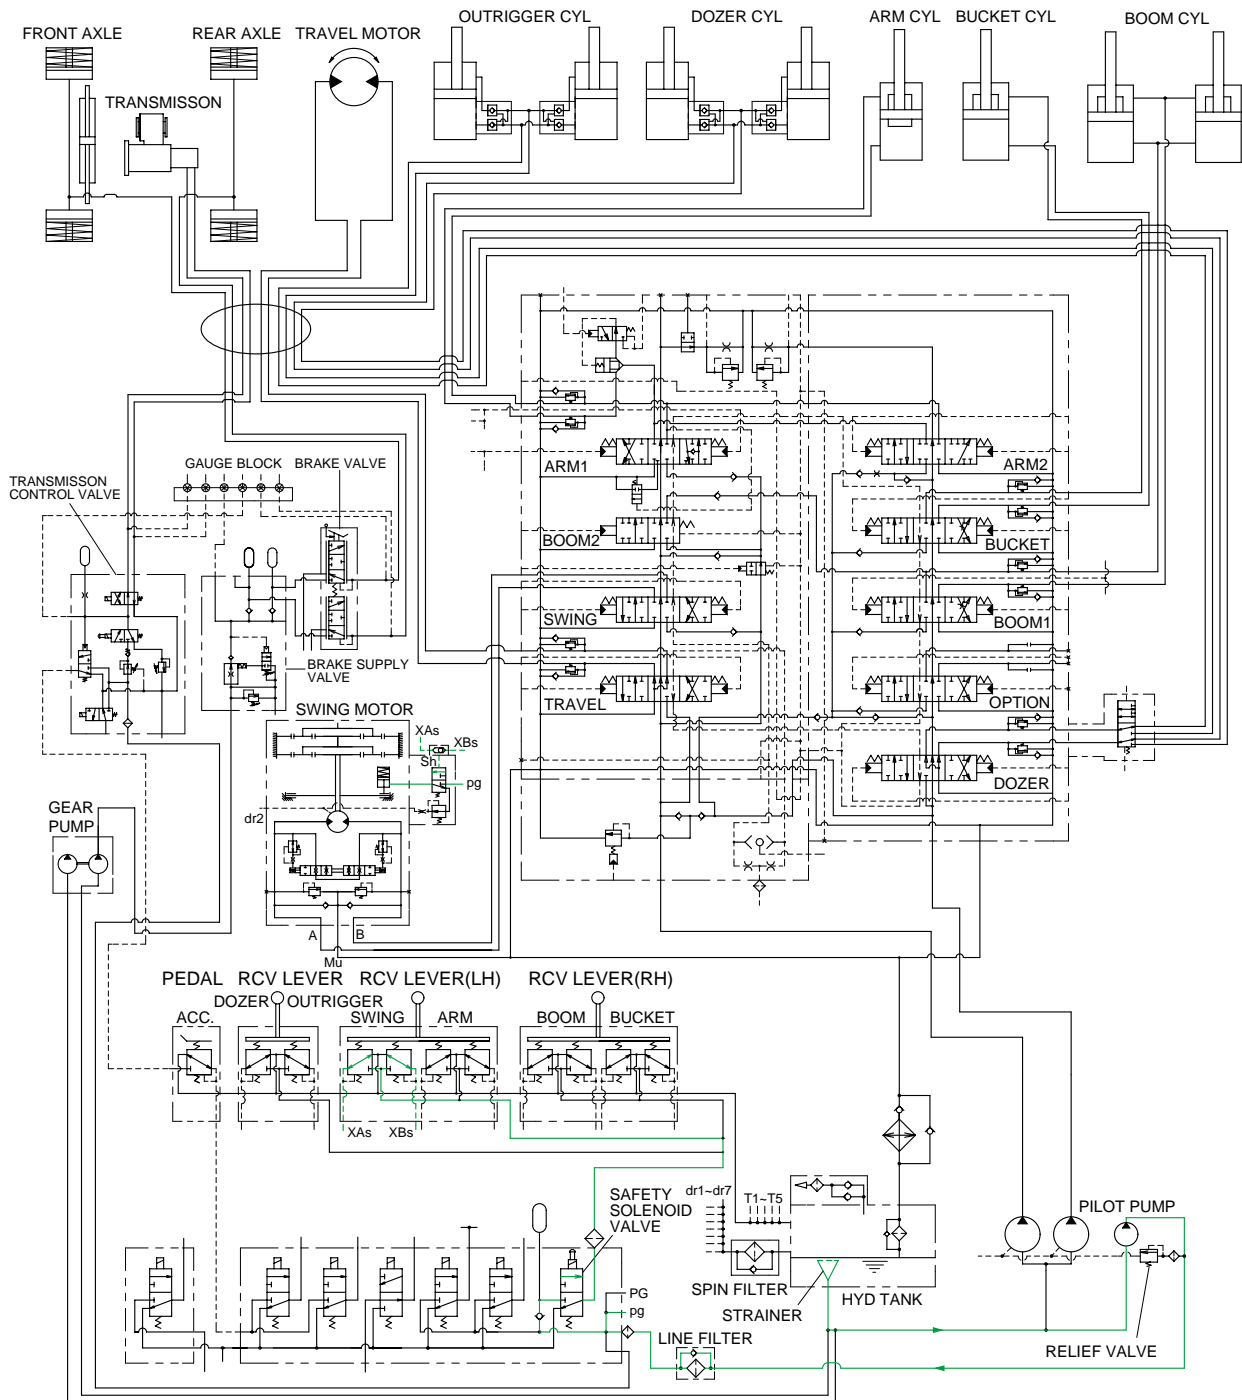 OUTRIGGER CYL
DOZER CYL
ARM CYL
BUCKET CYL
BOOM CYL
FRONT AXLE
REAR AXLE
TRAVEL MOTOR
TRANSMISSON
GAUGE BLOCK
BRAKE VALVE
TRANSMISSON
CONTROL VALVE
ARM1
ARM2
BOOM2
BUCKET
SWING
BOOM1
BRAKE SUPPLY
VALVE
TRAVEL
OPTION
SWING MOTOR
XAs
XBs
Sh
pg
DOZER
GEAR
PUMP
dr2
A
B
Mu
PEDAL
RCV LEVER
RCV LEVER(LH)
RCV LEVER(RH)
DOZER
OUTRIGGER
ACC.
SWING
ARM
BOOM
BUCKET
XAs
XBs
SAFETY
SOLENOID
VALVE
dr1~dr7
T1~T5
PILOT PUMP
SPIN FILTER
STRAINER
HYD TANK
PG
pg
LINE FILTER
RELIEF VALVE